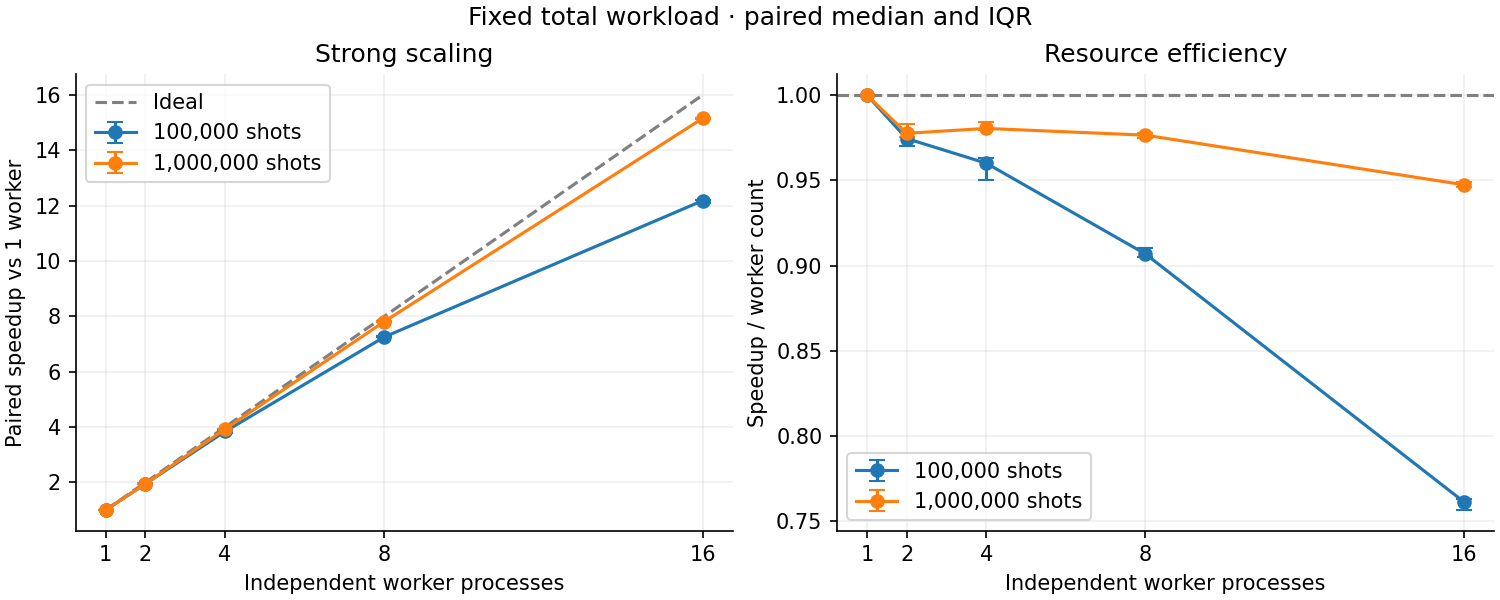 Fixed total workload · paired median and IQR
Strong scaling
Paired speedup vs 1 worker
16
14
12
10
8
6
4
2
Ideal
100,000 shots
1,000,000 shots
1 2 4 8 16
Independent worker processes
Resource efficiency
Speedup / worker count
1.00
0.95
0.90
0.85
0.80
0.75
100,000 shots
1,000,000 shots
1 2 4 8 16
Independent worker processes